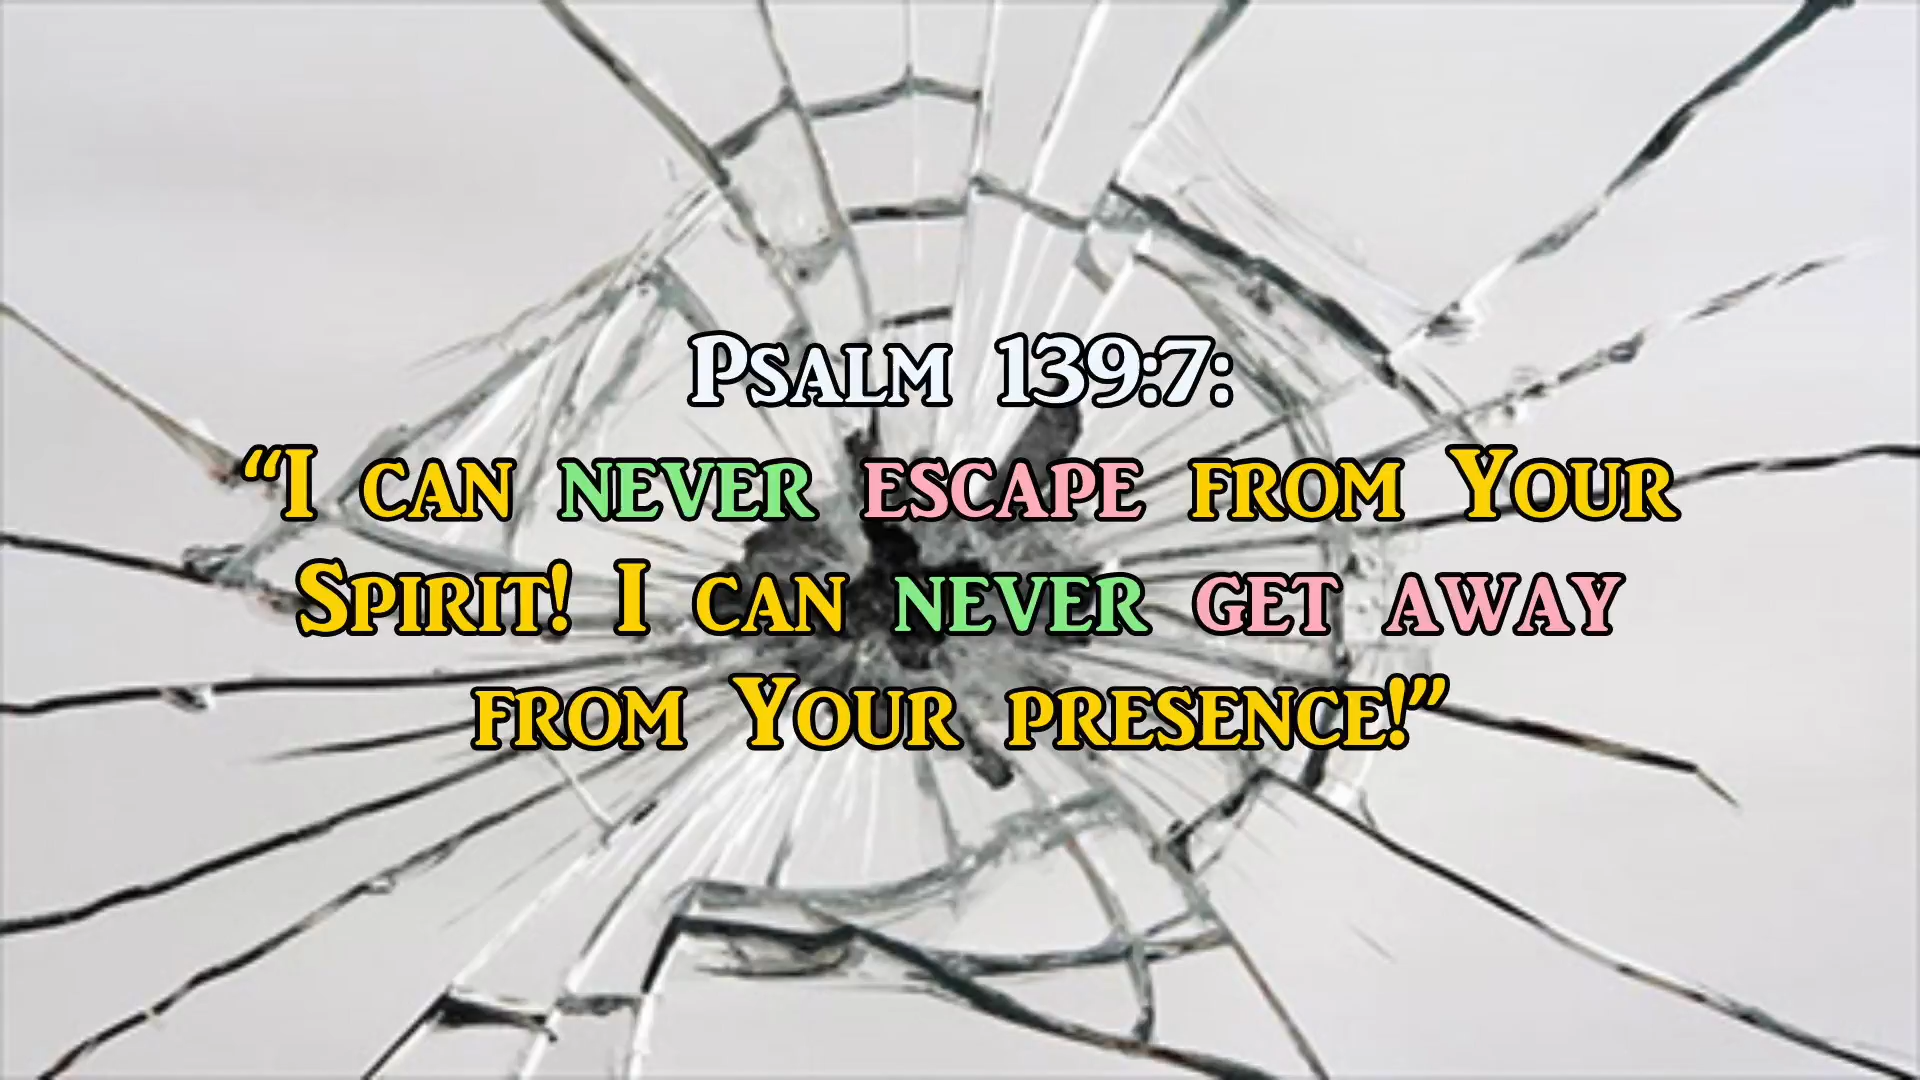 Psalm 139:7:
“I can never escape from Your
Spirit! I can never get away
from Your presence!”